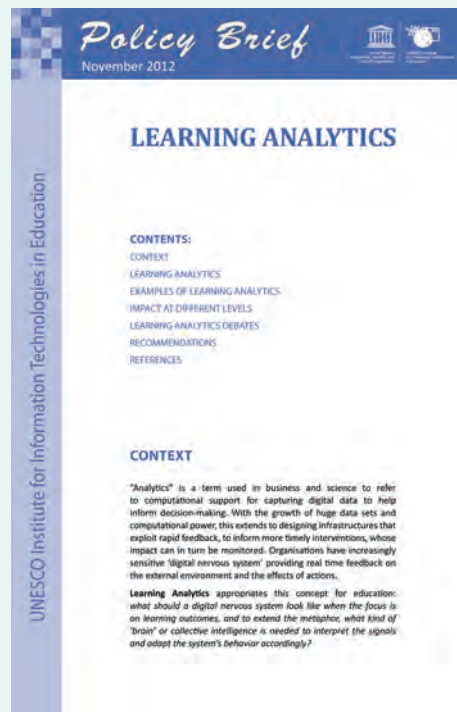 Policy Brief
November 2012
LEARNING ANALYTICS
UNESCO Institute for Information Technologies in Education
CONTENTS:
CONTEXT
LEARNING ANALYTICS
EXAMPLES OF LEARNING ANALYTICS
IMPACT AT DIFFERENT LEVELS
LEARNING ANALYTICS DEBATES
RECOMMENDATIONS
REFERENCES
CONTEXT
"Analytics" is a term used in business and science to refer
to computational support for capturing digital data to help
inform decision-making. With the growth of huge data sets and
computational power, this extends to designing infrastructures that
exploit rapid feedback, to inform more timely interventions, whose
impact can in turn be monitored. Organisations have increasingly
sensitive 'digital nervous system' providing real time feedback on
the external environment and the effects of actions.
Learning Analytics appropriates this concept for education:
what should a digital nervous system look like when the focus is
on learning outcomes, and to extend the metaphor, what kind of
'brain' or collective intelligence is needed to interpret the signals
and adapt the system's behavior accordingly?